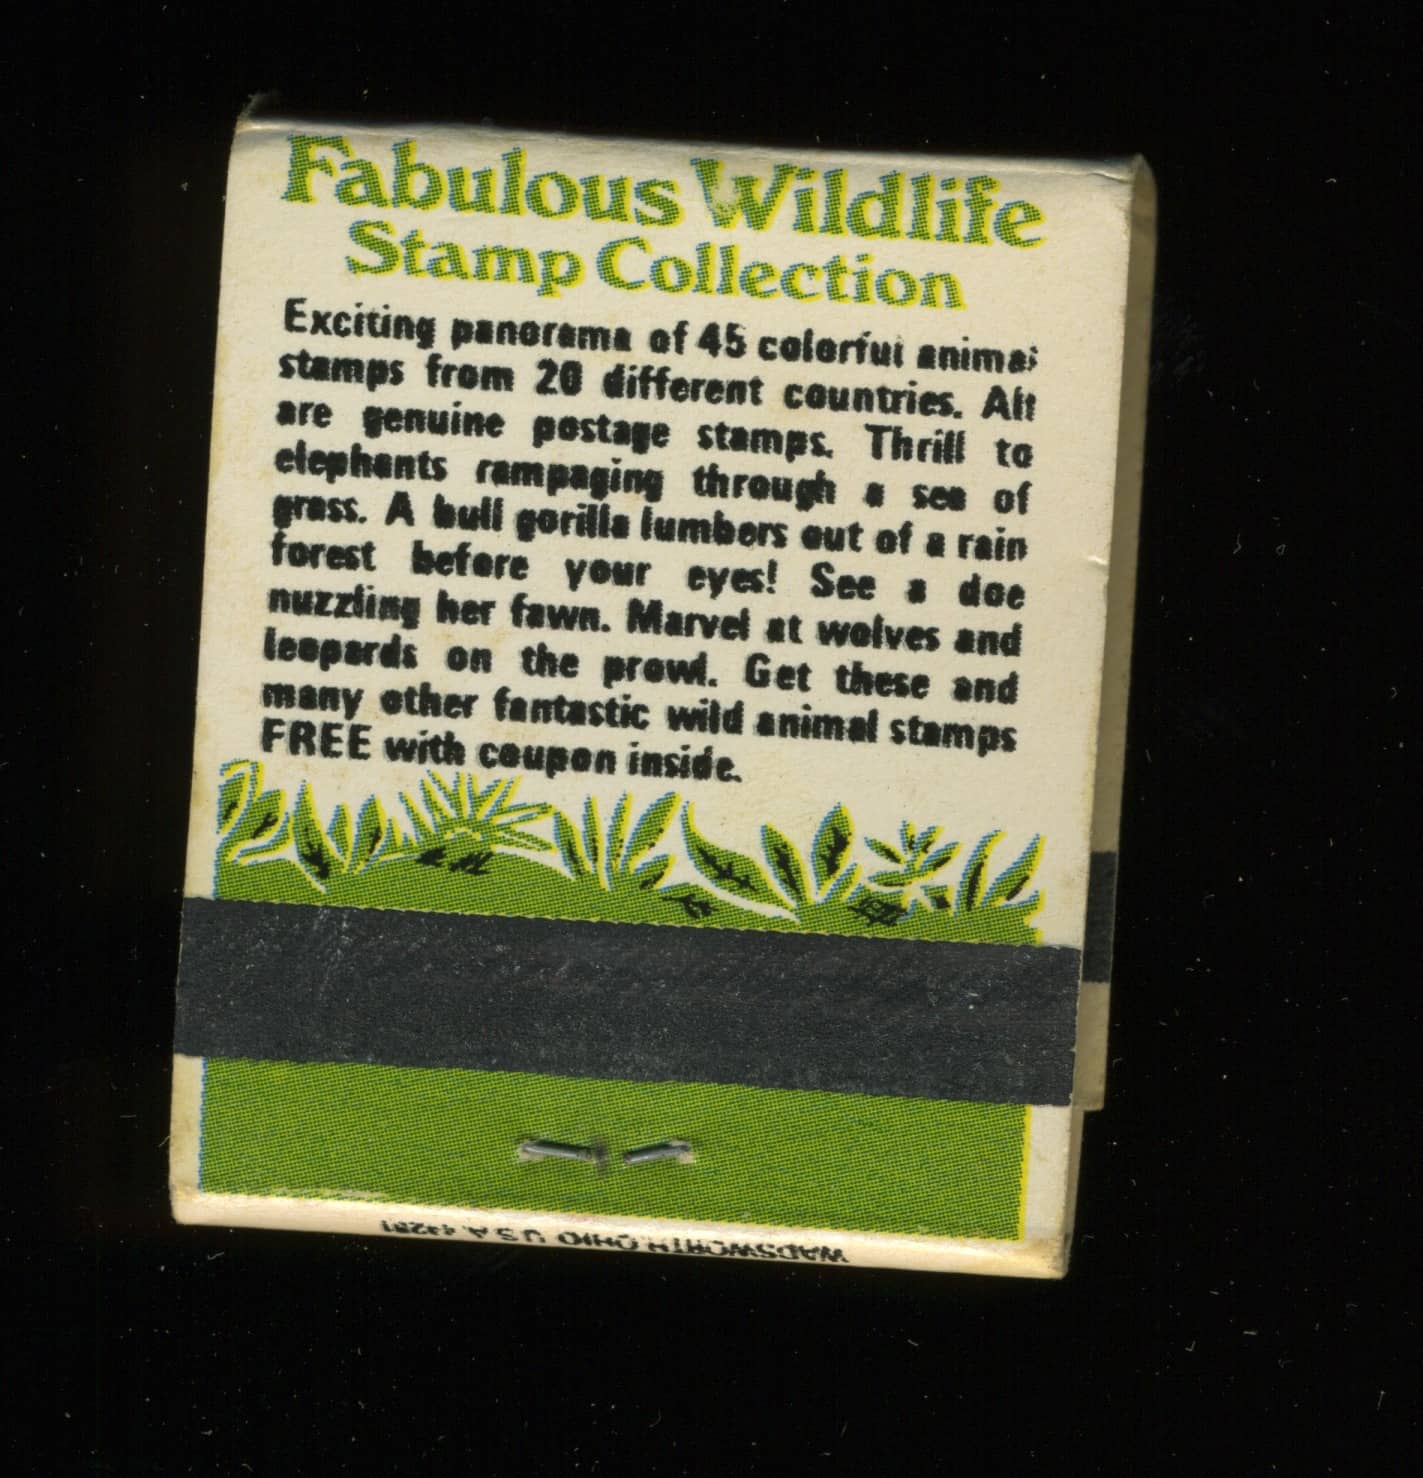 Fabulous Wildlife
Stamp Collection
Exciting panorama of 45 colorful animal
stamps from 20 different countries. All
are genuine postage stamps. Thrill to
elephants rampaging through a sea of
grass. A bull gorilla lumbers out of a rain
forest before your eyes! See a doe
nuzzling her fawn. Marvel at wolves and
leopards on the prowl. Get these and
many other fantastic wild animal stamps
FREE with coupon inside.
WADSWORTH, OHIO U.S.A. 44281